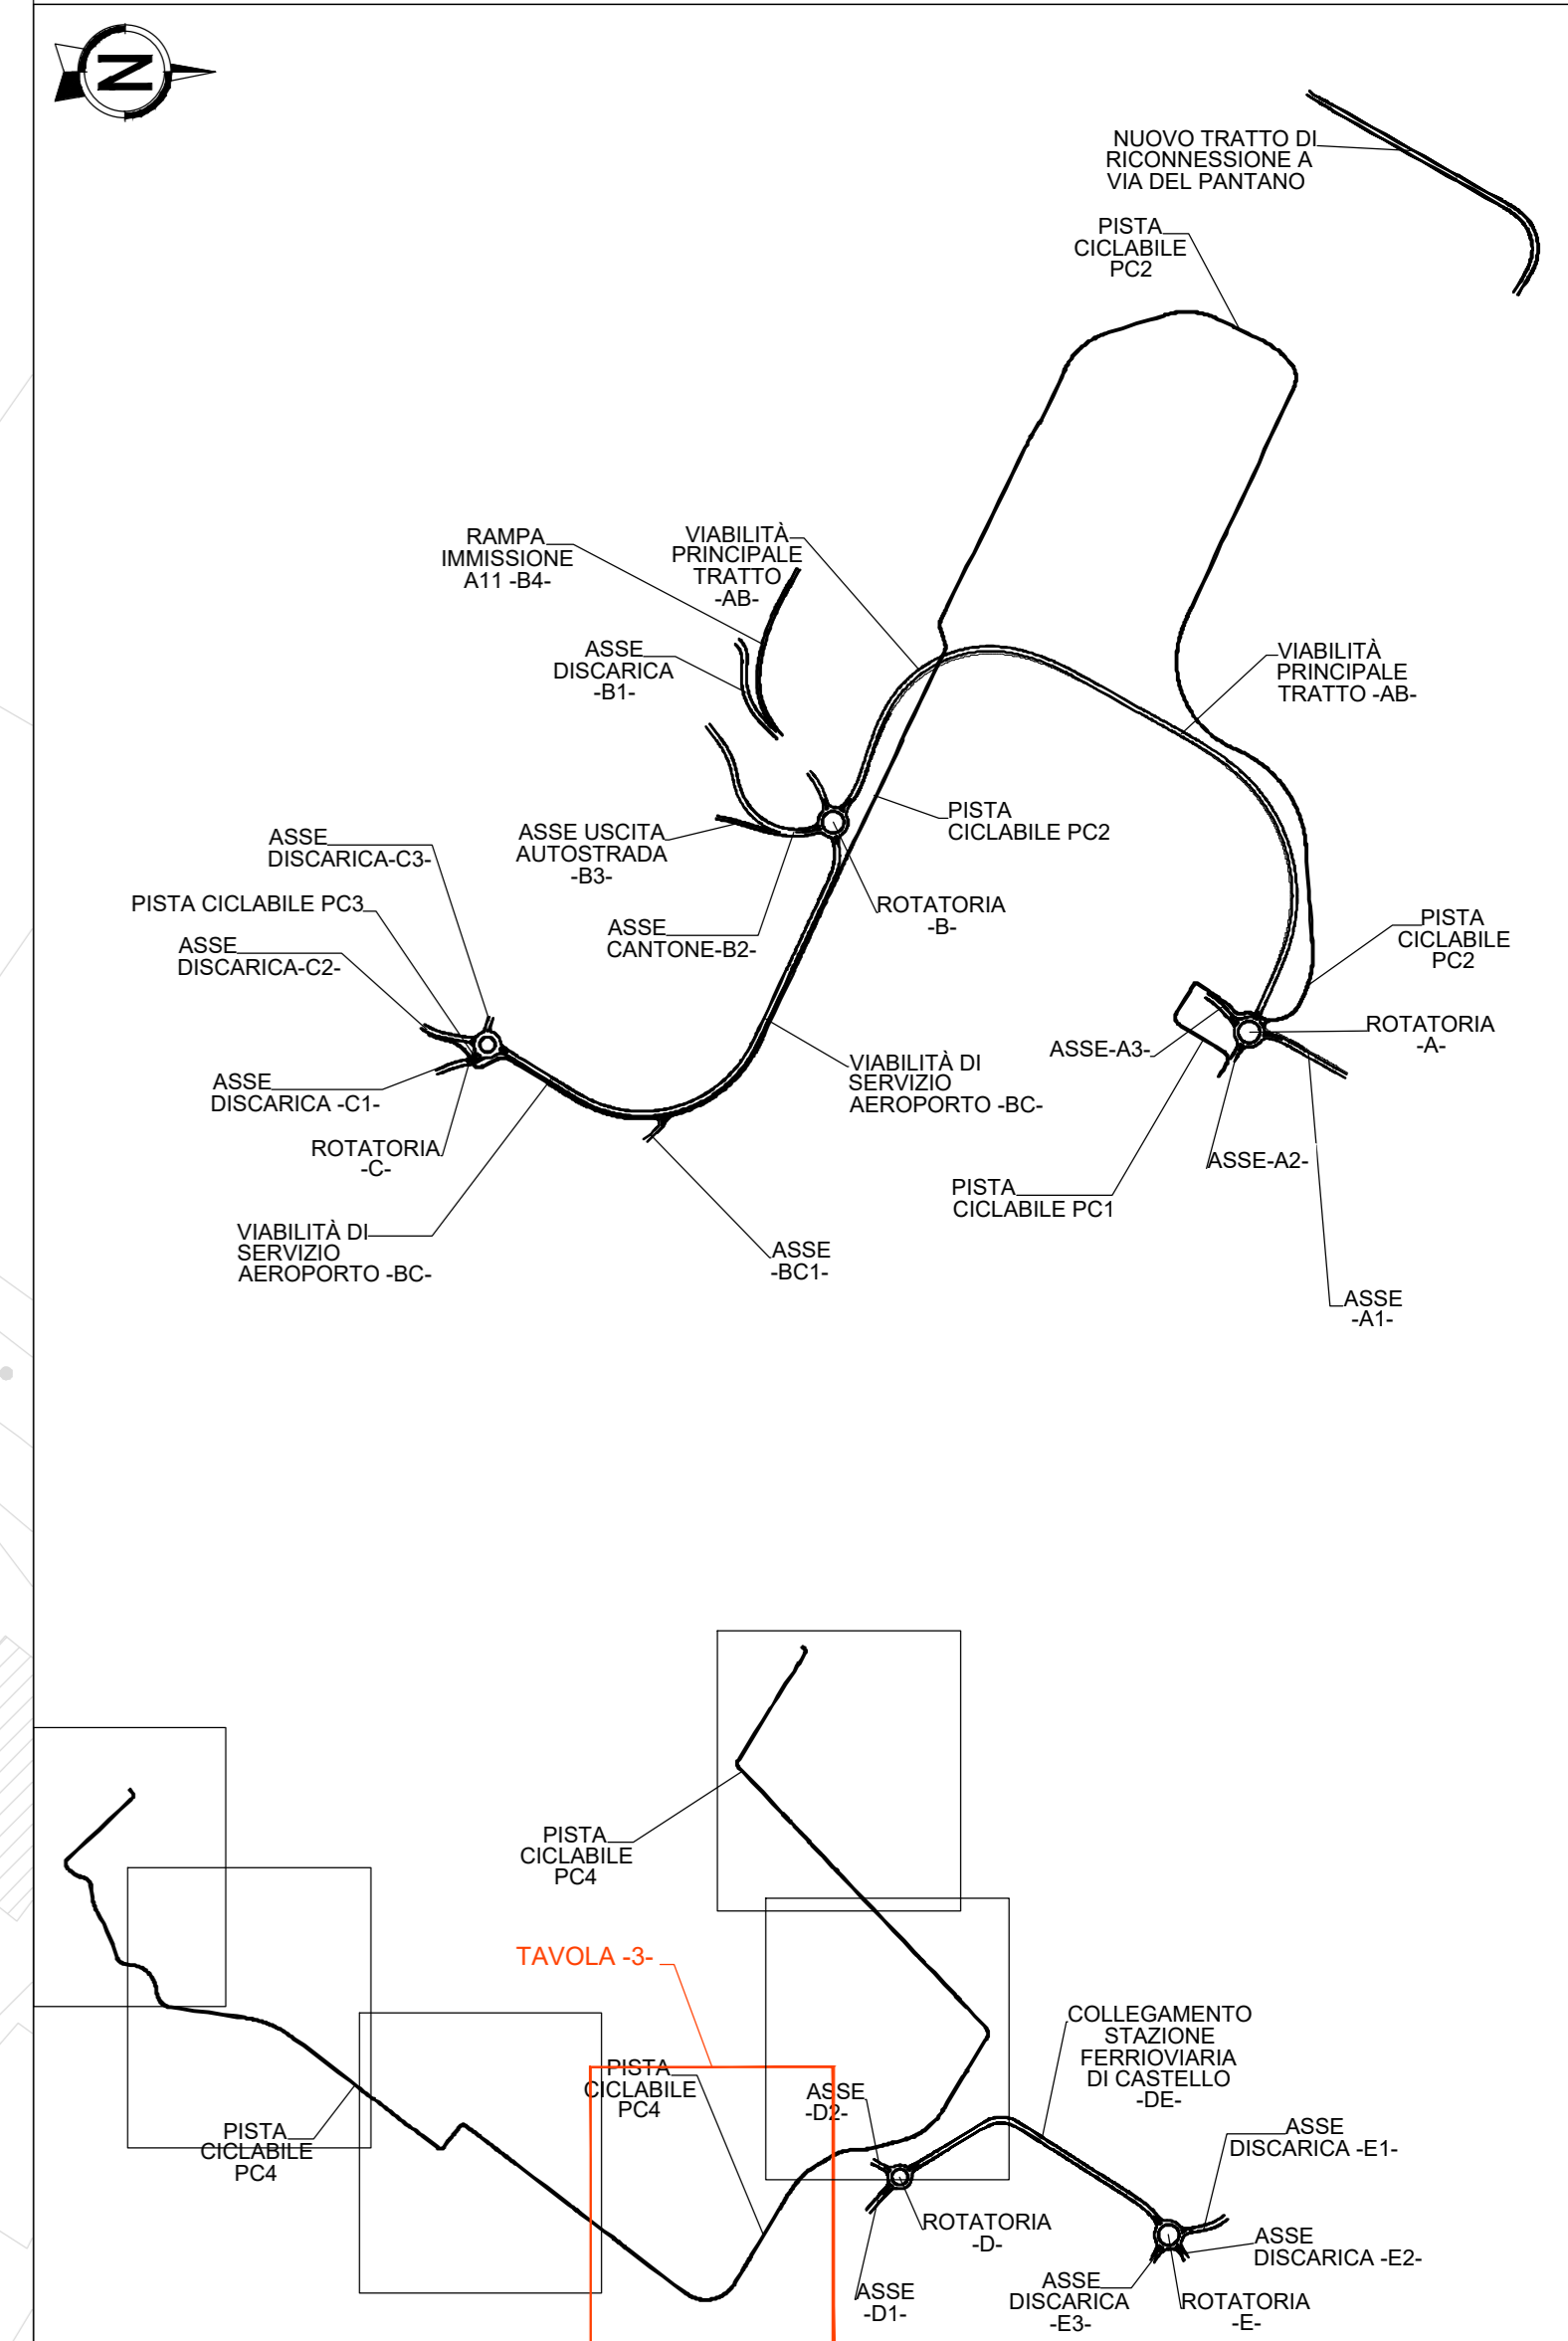 N
NUOVO TRATTO DI
RICONNESSIONE A
VIA DEL PANTANO
PISTA
CICLABILE
PC2
RAMPA
IMMISSIONE
A11 -B4-
VIABILITÀ
PRINCIPALE
TRATTO
-AB-
ASSE
DISCARICA
-B1-
VIABILITÀ
PRINCIPALE
TRATTO -AB-
PISTA
CICLABILE PC2
ASSE USCITA
AUTOSTRADA
-B3-
ASSE
DISCARICA-C3-
PISTA CICLABILE PC3
ASSE
DISCARICA-C2-
ASSE
CANTONE-B2-
ROTATORIA
-B-
PISTA
CICLABILE
PC2
ROTATORIA
-A-
ASSE-A3-
VIABILITÀ DI
SERVIZIO
AEROPORTO -BC-
ASSE
DISCARICA -C1-
ROTATORIA
-C-
ASSE-A2-
PISTA
CICLABILE PC1
VIABILITÀ DI
SERVIZIO
AEROPORTO -BC-
ASSE
-BC1-
ASSE
-A1-
PISTA
CICLABILE
PC4
TAVOLA -3-
COLLEGAMENTO
STAZIONE
FERRIOVIARIA
DI CASTELLO
-DE-
PISTA
CICLABILE
PC4
ASSE
-D2-
PISTA
CICLABILE
PC4
ASSE
DISCARICA -E1-
ROTATORIA
-D-
ASSE
DISCARICA -E2-
ASSE
-D1-
ASSE
DISCARICA
-E3-
ROTATORIA
-E-